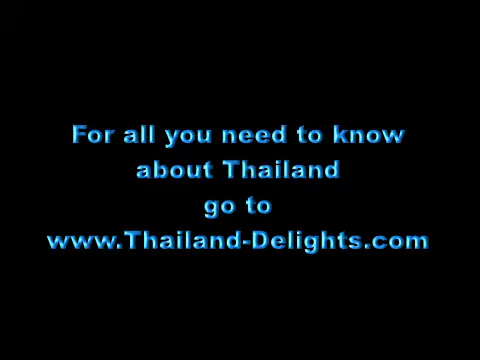 For all you need to know
about Thailand
go to
www.Thailand-Delights.com